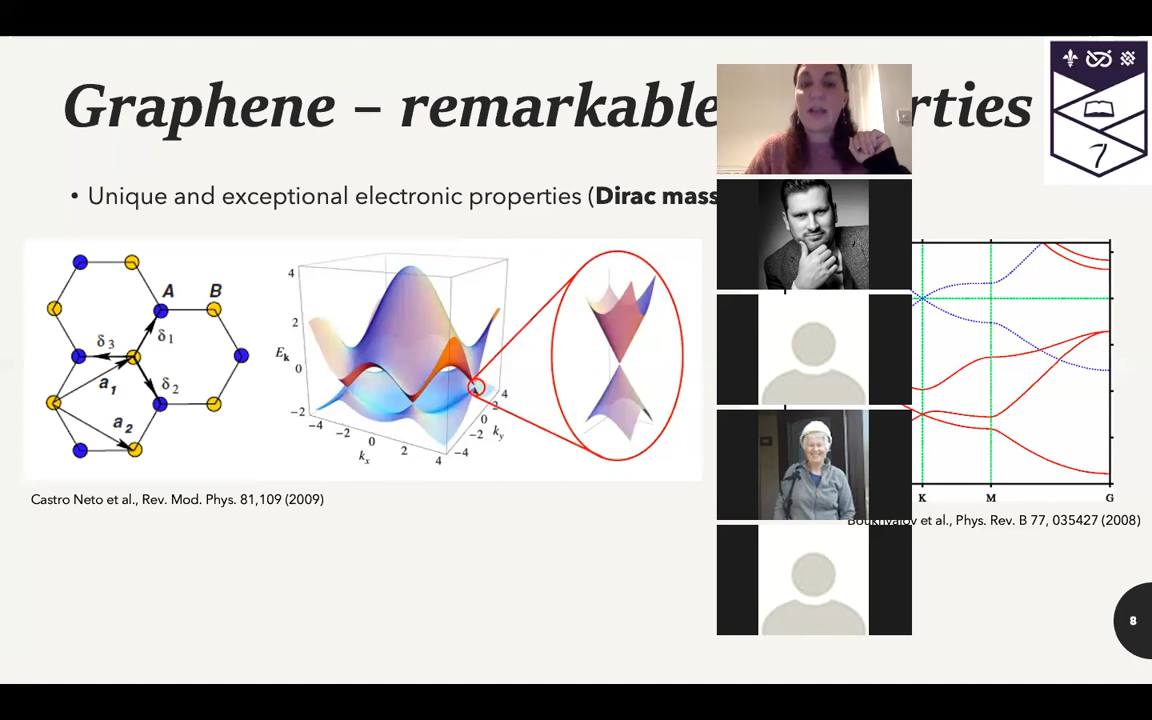 Graphene – remarkable rties
• Unique and exceptional electronic properties (Dirac mass
A B
δ1
δ3
a1
δ2
a2
4
2
Ek
0
−2
−4
−2
0
kx
2
4
−4
−2
0
ky
2
4
K M G
Castro Neto et al., Rev. Mod. Phys. 81,109 (2009)
Boukhvalov et al., Phys. Rev. B 77, 035427 (2008)
7
8